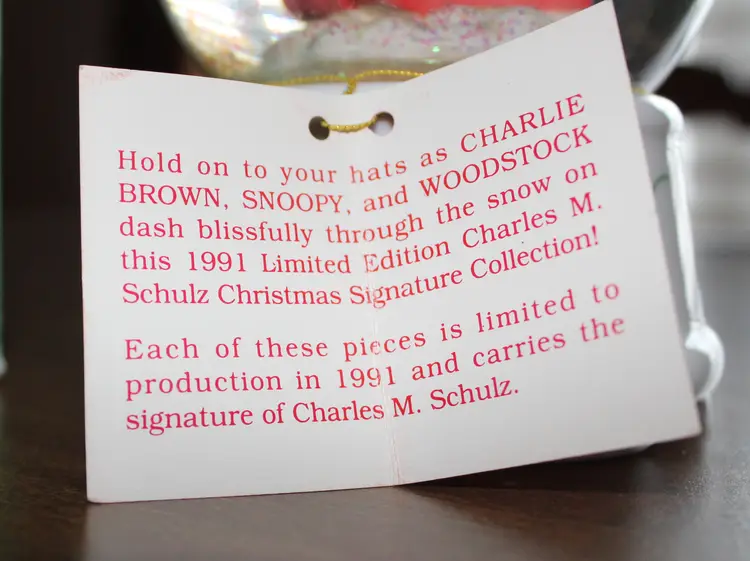 Hold on to your hats as CHARLIE
BROWN, SNOOPY, and WOODSTOCK
dash blissfully through the snow on
this 1991 Limited Edition Charles M.
Schulz Christmas Signature Collection!
Each of these pieces is limited to
production in 1991 and carries the
signature of Charles M. Schulz.